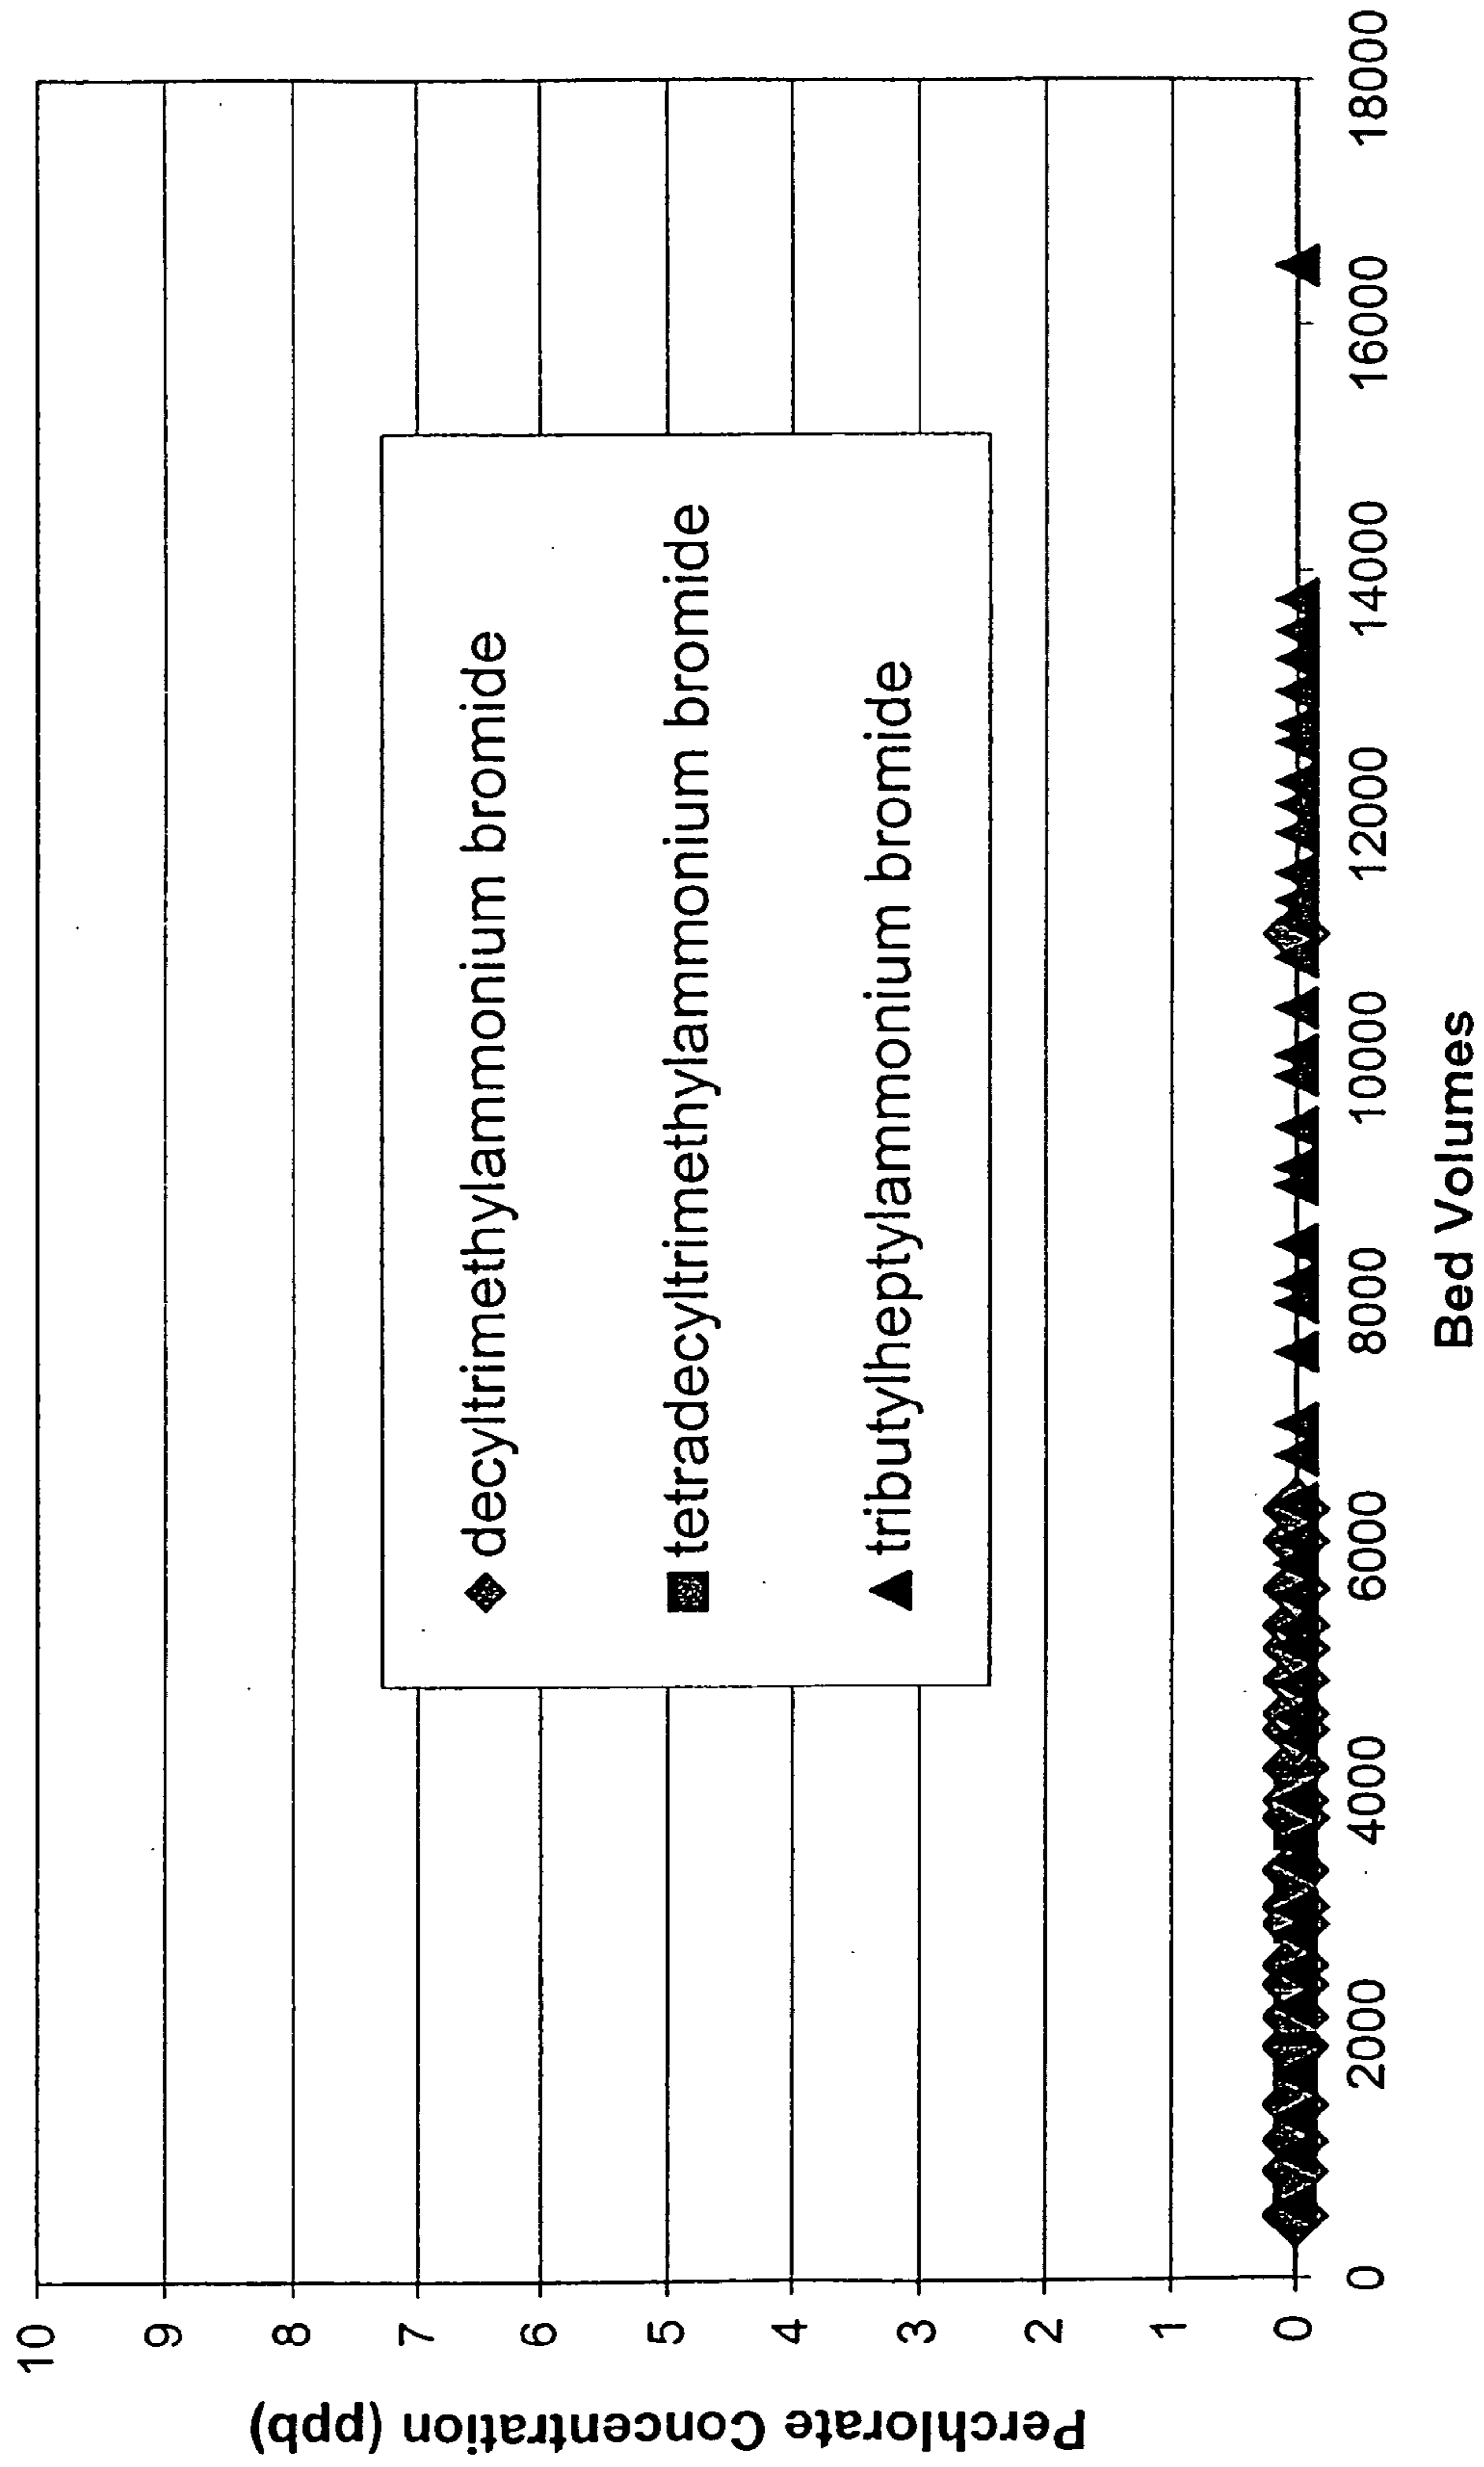 Perchlorate Concentration (ppb)
10
9
8
7
6
5
4
3
2
1
0
decyltrimethylammonium bromide
tetradecyltrimethylammonium bromide
tributylheptylammonium bromide
0 2000 4000 6000 8000 10000 12000 14000 16000 18000
Bed Volumes